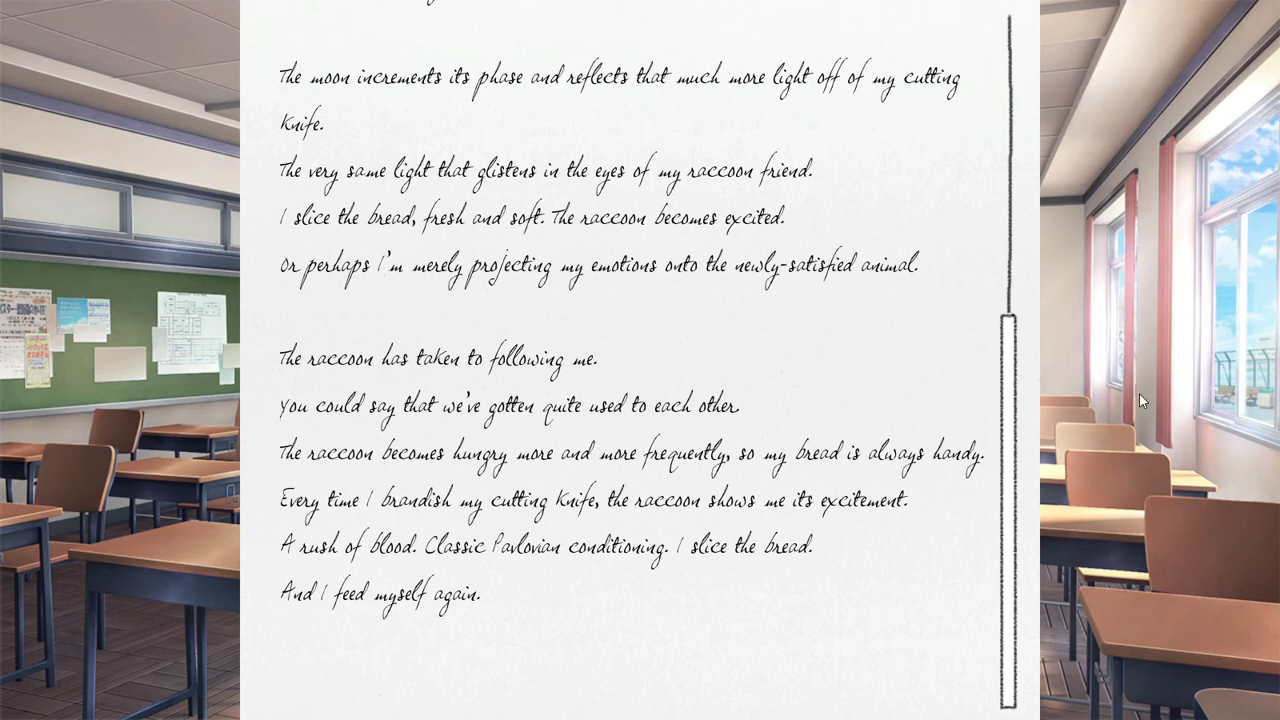 The moon increments its phase and reflects that much more light off of my cutting
knife.
The very same light that glistens in the eyes of my raccoon friend.
I slice the bread, fresh and soft. The raccoon becomes excited.
Or perhaps I'm merely projecting my emotions onto the newly-satisfied animal.
The raccoon has taken to following me.
You could say that we've gotten quite used to each other.
The raccoon becomes hungry more and more frequently, so my bread is always handy.
Every time I brandish my cutting knife, the raccoon shows me its excitement.
A rush of blood. Classic Pavlovian conditioning. I slice the bread.
And I feed myself again.